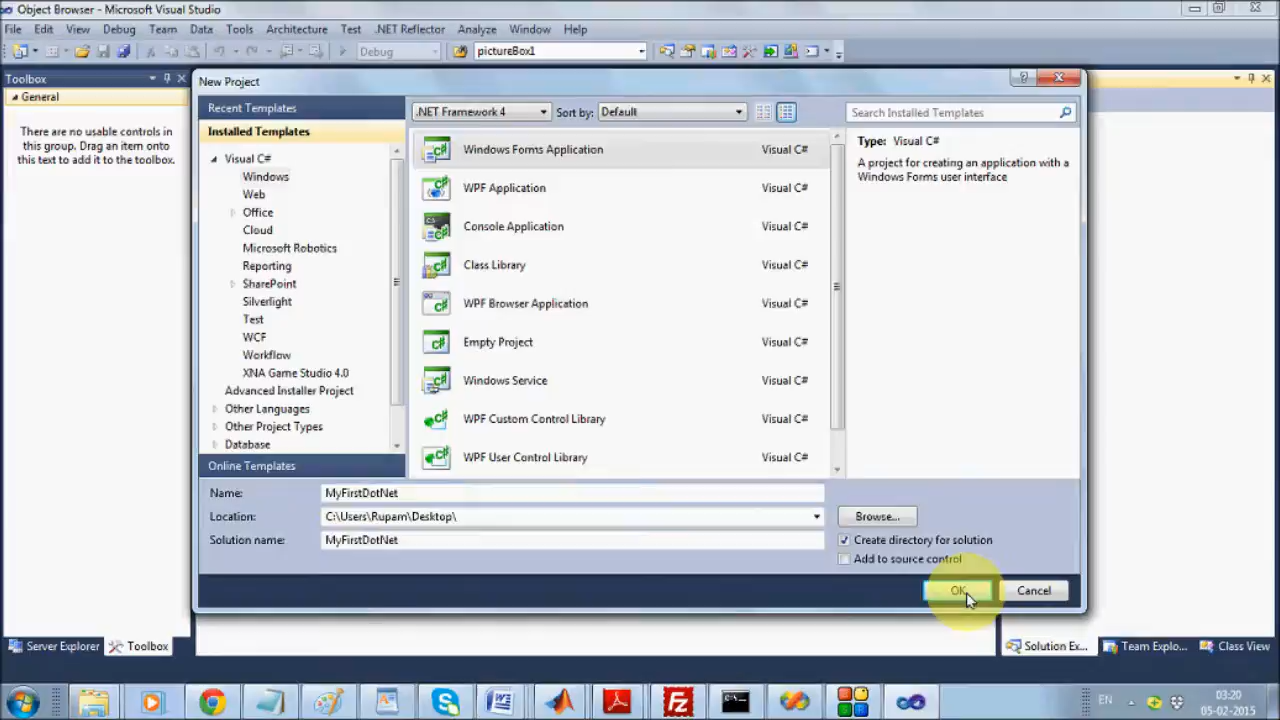 Object Browser - Microsoft Visual Studio
File Edit View Debug Team Data Tools Architecture Test .NET Reflector Analyze Window Help
Debug pictureBox1
Toolbox
General
There are no usable controls in
this group. Drag an item onto
this text to add it to the toolbox.
New Project
Recent Templates
Installed Templates
Visual C#
Windows
Web
Office
Cloud
Microsoft Robotics
Reporting
SharePoint
Silverlight
Test
WCF
Workflow
XNA Game Studio 4.0
Advanced Installer Project
Other Languages
Other Project Types
Database
Online Templates
.NET Framework 4 Sort by: Default
Windows Forms Application Visual C#
WPF Application Visual C#
Console Application Visual C#
Class Library Visual C#
WPF Browser Application Visual C#
Empty Project Visual C#
Windows Service Visual C#
WPF Custom Control Library Visual C#
WPF User Control Library Visual C#
Search Installed Templates
Type: Visual C#
A project for creating an application with a
Windows Forms user interface
Name: MyFirstDotNet
Location: C:\Users\Rupam\Desktop\ Browse...
Solution name: MyFirstDotNet
Create directory for solution
Add to source control
OK Cancel
Server Explorer Toolbox Solution Ex... Team Explo... Class View
EN 03:20
05-02-2015